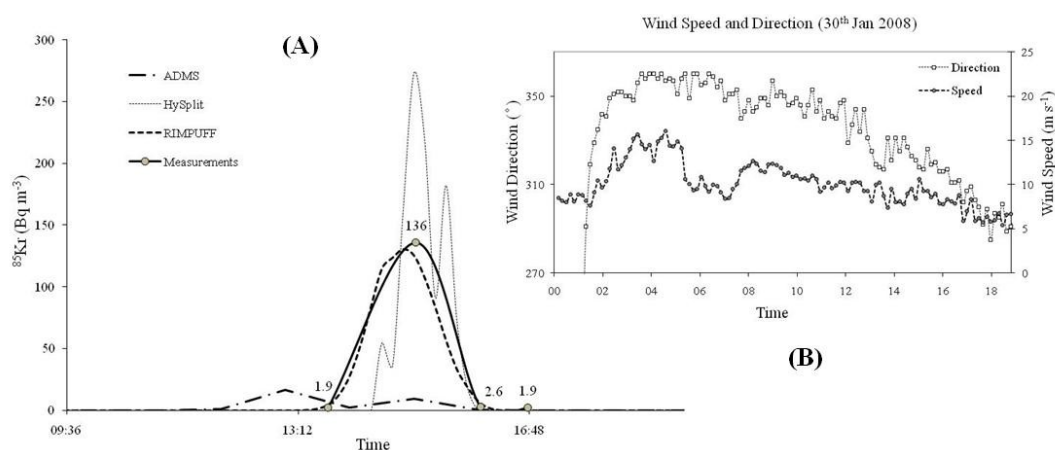 (A)
300
250
200
150
100
50
0
⁸⁵Kr (Bq m⁻³)
ADMS
HySplit
RIMPUFF
Measurements
136
1.9
2.6
1.9
09:36
13:12
16:48
Time
Wind Speed and Direction (30th Jan 2008)
350
310
270
Wind Direction (°)
Direction
Speed
25
20
15
10
5
0
Wind Speed (m s⁻¹)
00 02 04 06 08 10 12 14 16 18
Time
(B)